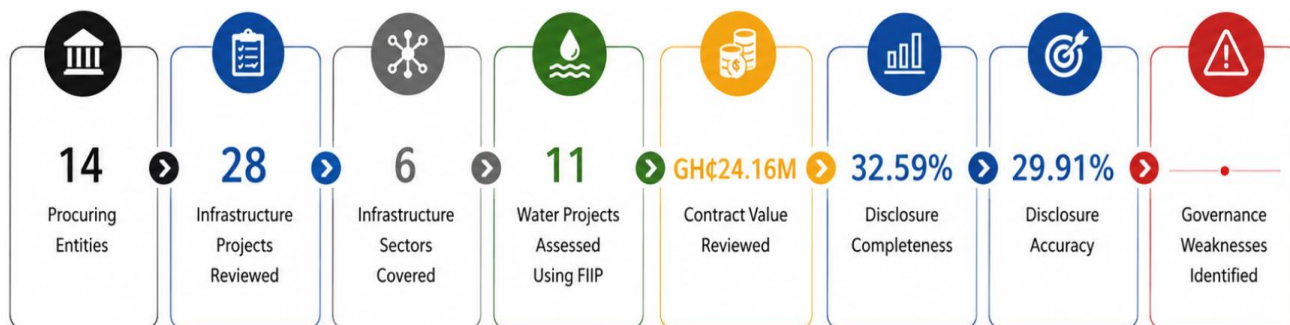 14
Procuring
Entities
28
Infrastructure
Projects
Reviewed
6
Infrastructure
Sectors
Covered
11
Water Projects
Assessed
Using FIIP
GH₵24.16M
Contract Value
Reviewed
32.59%
Disclosure
Completeness
29.91%
Disclosure
Accuracy
Governance
Weaknesses
Identified